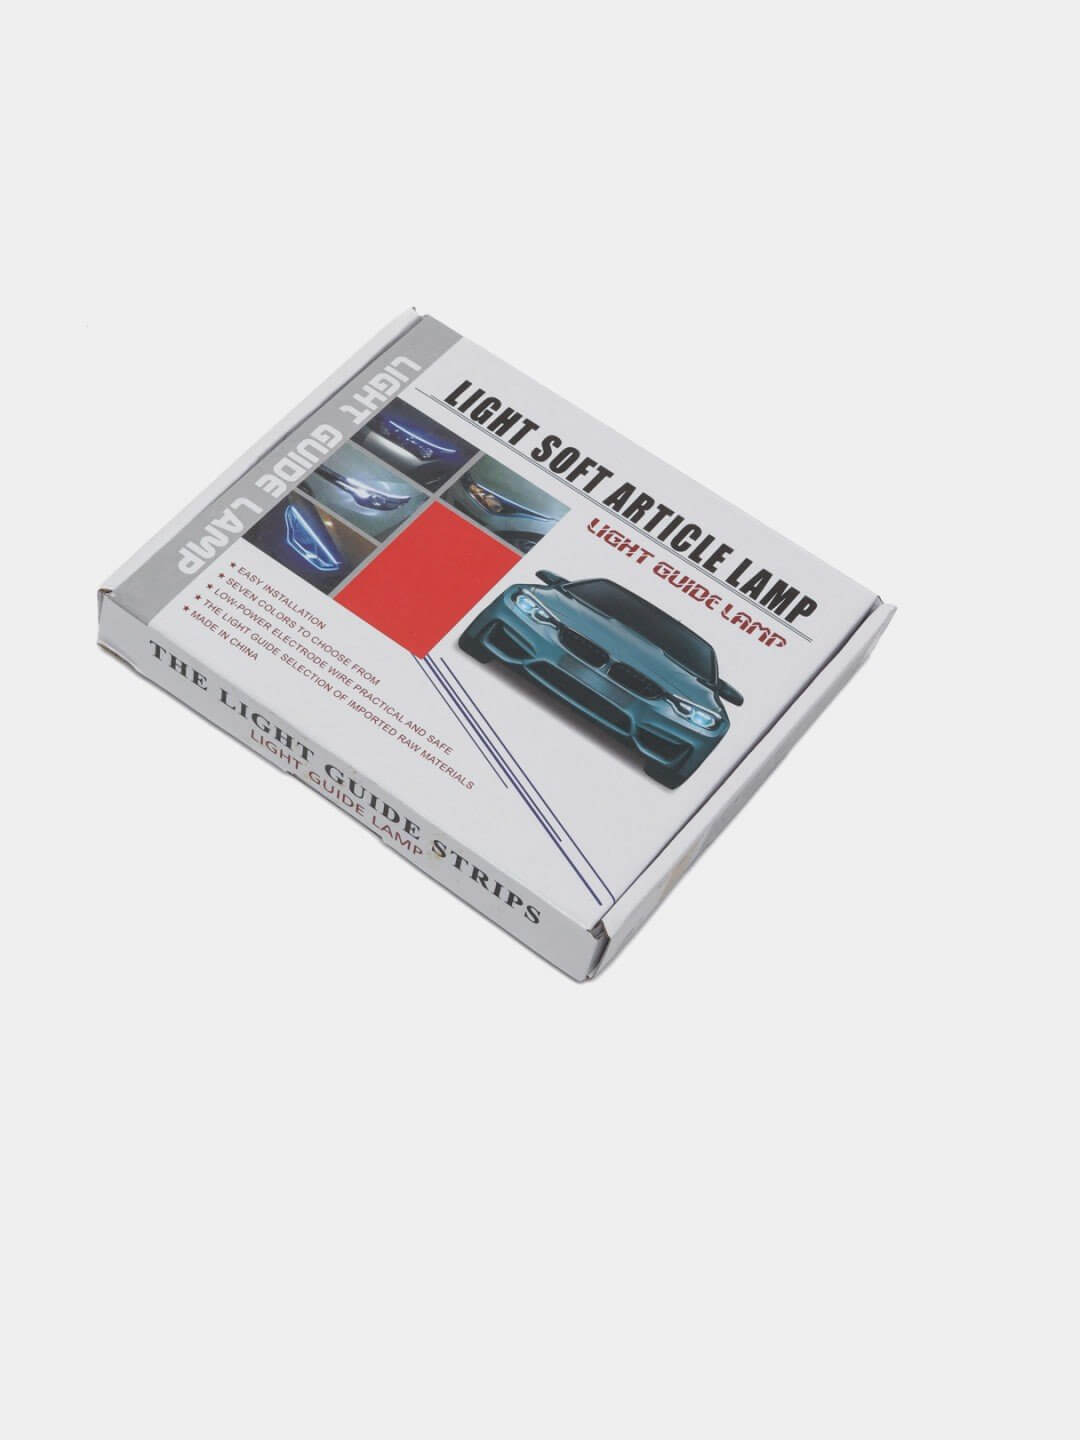 LIGHT GUIDE LAMP
LIGHT SOFT ARTICLE LAMP
LIGHT GUIDE LAMP
★ EASY INSTALLATION
★ SEVEN COLORS TO CHOOSE FROM
★ LOW-POWER ELECTRODE WIRE PRACTICAL AND SAFE
★ THE LIGHT GUIDE SELECTION OF IMPORTED RAW MATERIALS
★ MADE IN CHINA
THE LIGHT GUIDE STRIPS
LIGHT GUIDE LAMP